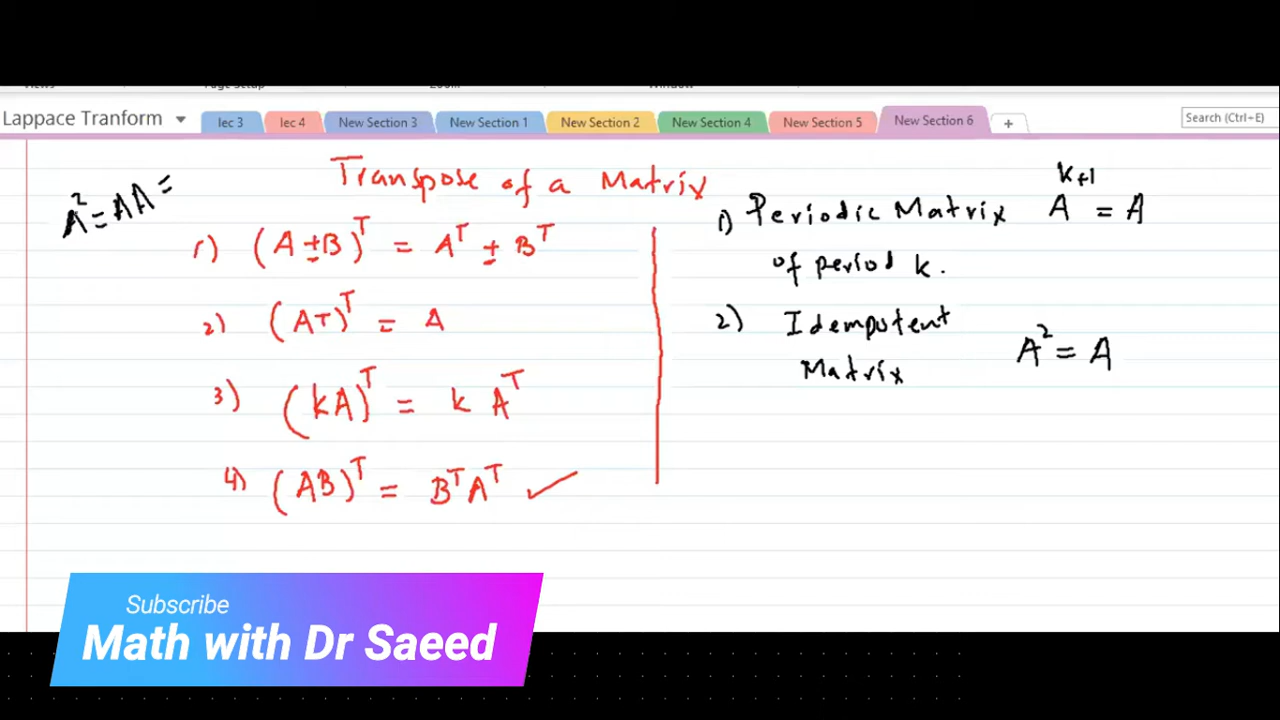 Lappace Tranform
lec 3
lec 4
New Section 3
New Section 1
New Section 2
New Section 4
New Section 5
New Section 6
+
Search (Ctrl+E)
A² = AA =
Transpose of a Matrix
1) (A ± B)ᵀ = Aᵀ ± Bᵀ
2) (AT)ᵀ = A
3) (kA)ᵀ = k Aᵀ
4) (AB)ᵀ = BᵀAᵀ ✓
1) Periodic Matrix Aᵏ⁺¹ = A
of period k.
2) Idempotent
Matrix A² = A
Subscribe
Math with Dr Saeed